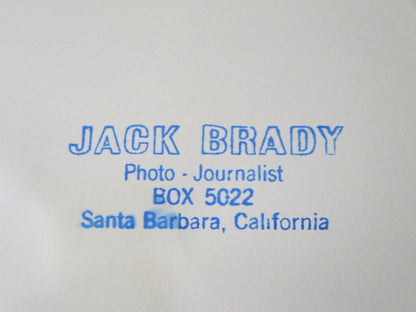 JACK BRADY
Photo - Journalist
BOX 5022
Santa Barbara, California